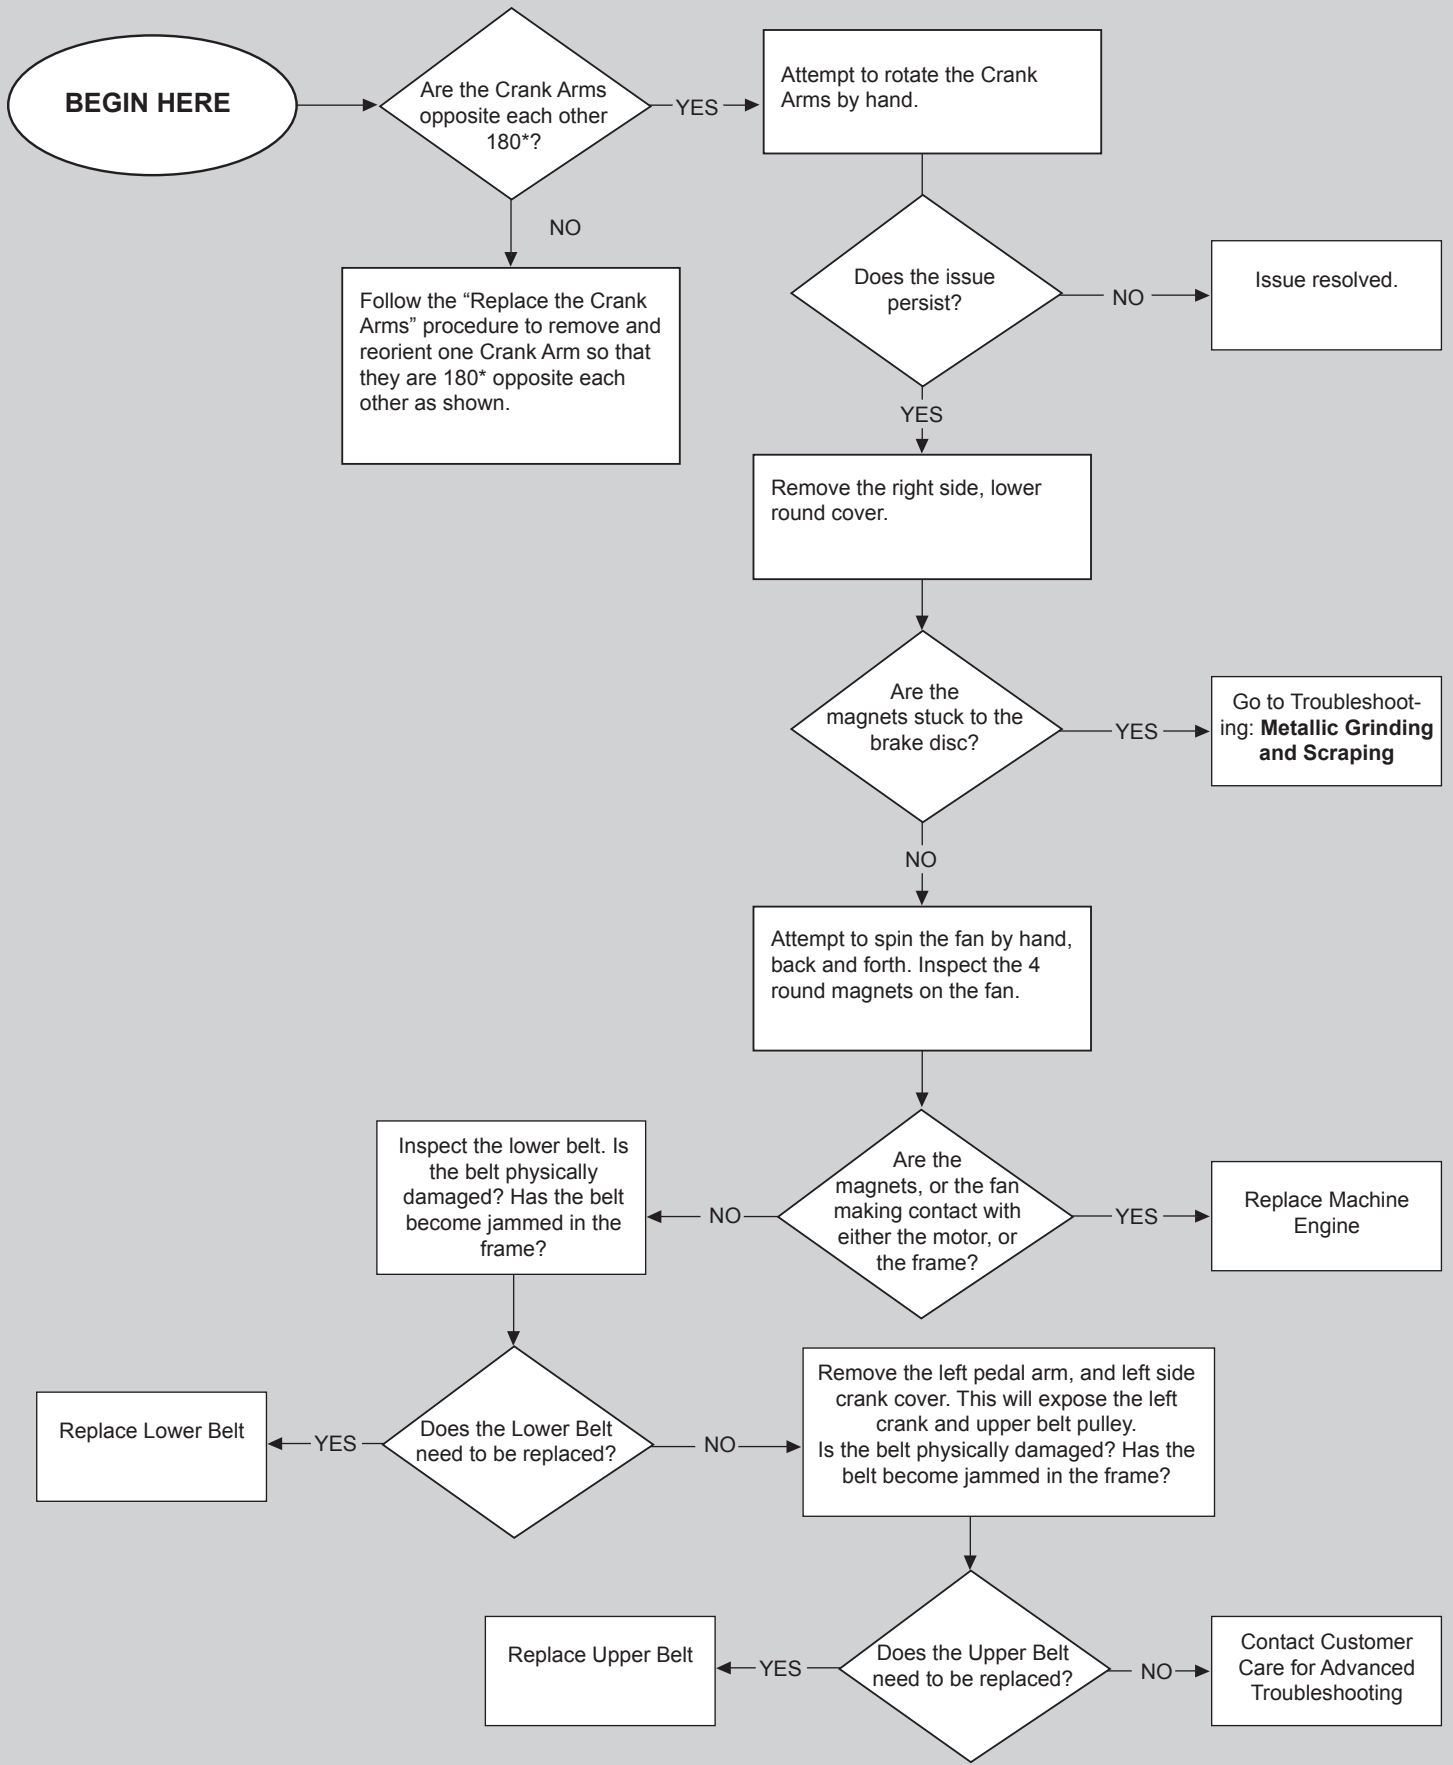 BEGIN HERE
Are the Crank Arms
opposite each other
180*?
YES
Attempt to rotate the Crank
Arms by hand.
NO
Follow the “Replace the Crank
Arms” procedure to remove and
reorient one Crank Arm so that
they are 180* opposite each
other as shown.
Does the issue
persist?
NO
Issue resolved.
YES
Remove the right side, lower
round cover.
Are the
magnets stuck to the
brake disc?
YES
Go to Troubleshoot-
ing: Metallic Grinding
and Scraping
NO
Attempt to spin the fan by hand,
back and forth. Inspect the 4
round magnets on the fan.
Are the
magnets, or the fan
making contact with
either the motor, or
the frame?
YES
Replace Machine
Engine
NO
Inspect the lower belt. Is
the belt physically
damaged? Has the belt
become jammed in the
frame?
Does the Lower Belt
need to be replaced?
YES
Replace Lower Belt
NO
Remove the left pedal arm, and left side
crank cover. This will expose the left
crank and upper belt pulley.
Is the belt physically damaged? Has the
belt become jammed in the frame?
Does the Upper Belt
need to be replaced?
YES
Replace Upper Belt
NO
Contact Customer
Care for Advanced
Troubleshooting